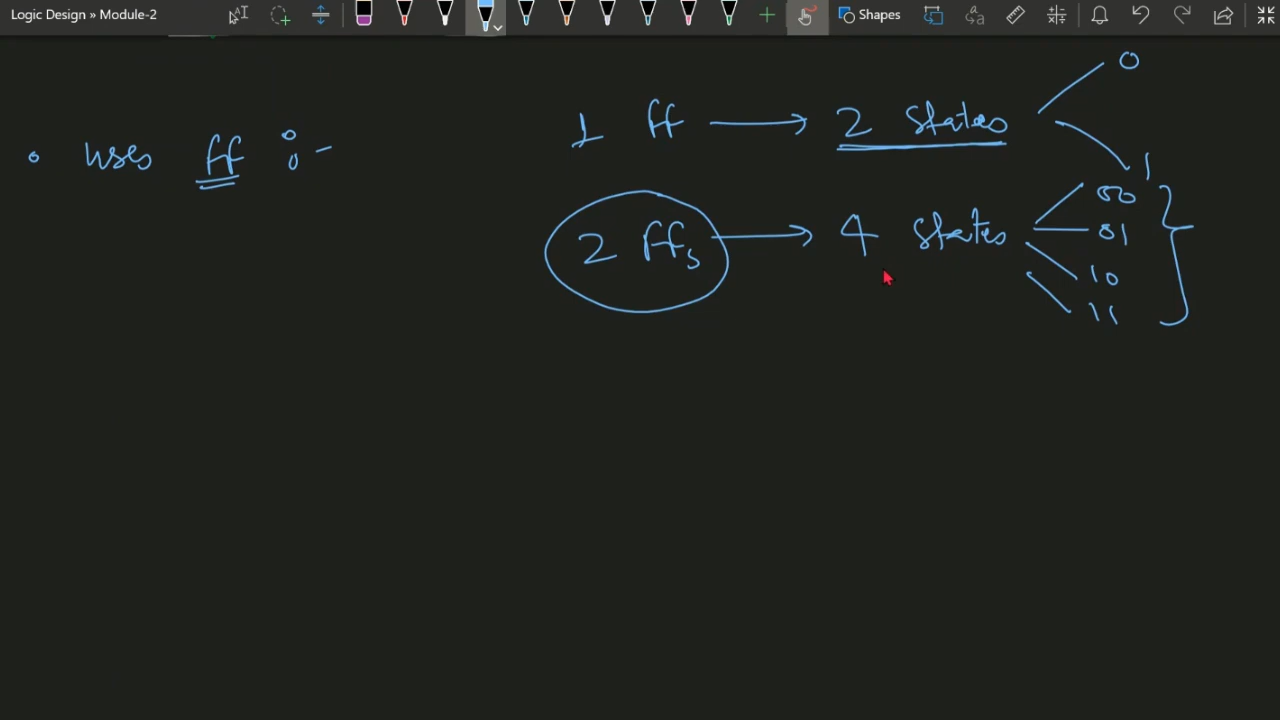 Logic Design » Module-2
Shapes
• uses ff :-
1 ff → 2 states
0
1
2 ffs → 4 states
00
01
10
11